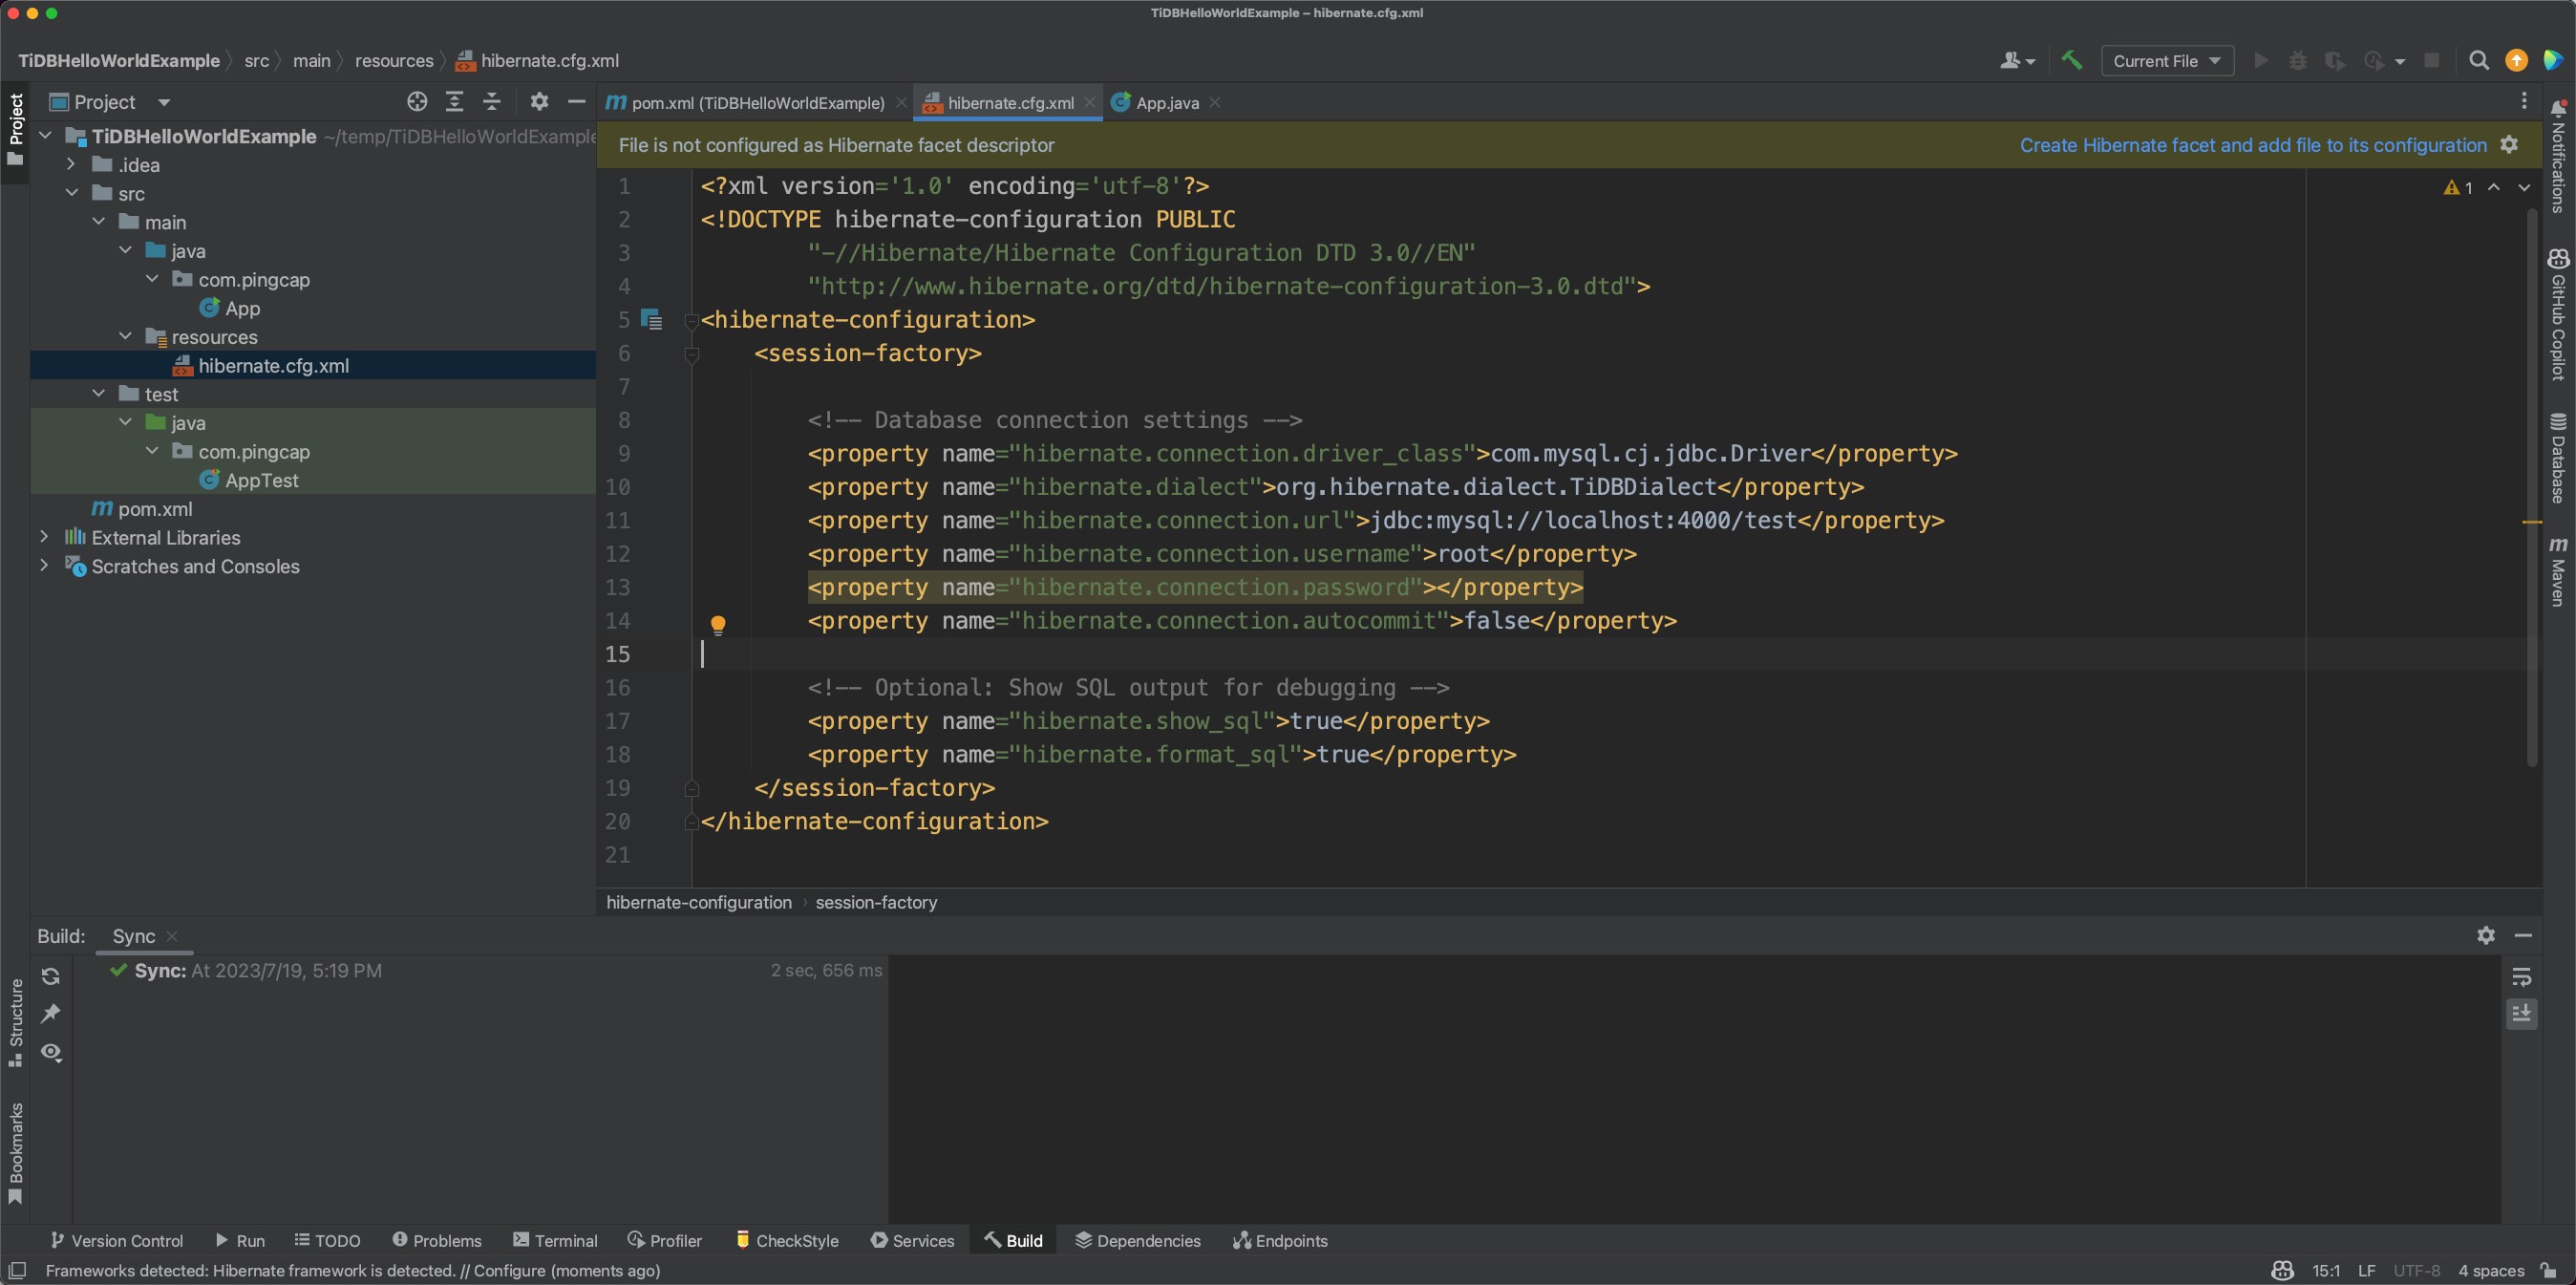 TiDBHelloWorldExample – hibernate.cfg.xml
TiDBHelloWorldExample 〉 src 〉 main 〉 resources 〉 hibernate.cfg.xml
Current File
Project
Project
TiDBHelloWorldExample ~/temp/TiDBHelloWorldExample
.idea
src
main
java
com.pingcap
App
resources
hibernate.cfg.xml
test
java
com.pingcap
AppTest
pom.xml
External Libraries
Scratches and Consoles
pom.xml (TiDBHelloWorldExample)
hibernate.cfg.xml
App.java
File is not configured as Hibernate facet descriptor
Create Hibernate facet and add file to its configuration
1
1 <?xml version='1.0' encoding='utf-8'?>
2 <!DOCTYPE hibernate-configuration PUBLIC
3 "-//Hibernate/Hibernate Configuration DTD 3.0//EN"
4 "http://www.hibernate.org/dtd/hibernate-configuration-3.0.dtd">
5 <hibernate-configuration>
6 <session-factory>
7
8 <!-- Database connection settings -->
9 <property name="hibernate.connection.driver_class">com.mysql.cj.jdbc.Driver</property>
10 <property name="hibernate.dialect">org.hibernate.dialect.TiDBDialect</property>
11 <property name="hibernate.connection.url">jdbc:mysql://localhost:4000/test</property>
12 <property name="hibernate.connection.username">root</property>
13 <property name="hibernate.connection.password"></property>
14 <property name="hibernate.connection.autocommit">false</property>
15
16 <!-- Optional: Show SQL output for debugging -->
17 <property name="hibernate.show_sql">true</property>
18 <property name="hibernate.format_sql">true</property>
19 </session-factory>
20 </hibernate-configuration>
21
hibernate-configuration › session-factory
Notifications
GitHub Copilot
Database
Maven
Build: Sync
Sync: At 2023/7/19, 5:19 PM 2 sec, 656 ms
Structure
Bookmarks
Version Control Run TODO Problems Terminal Profiler CheckStyle Services Build Dependencies Endpoints
Frameworks detected: Hibernate framework is detected. // Configure (moments ago)
15:1 LF UTF-8 4 spaces